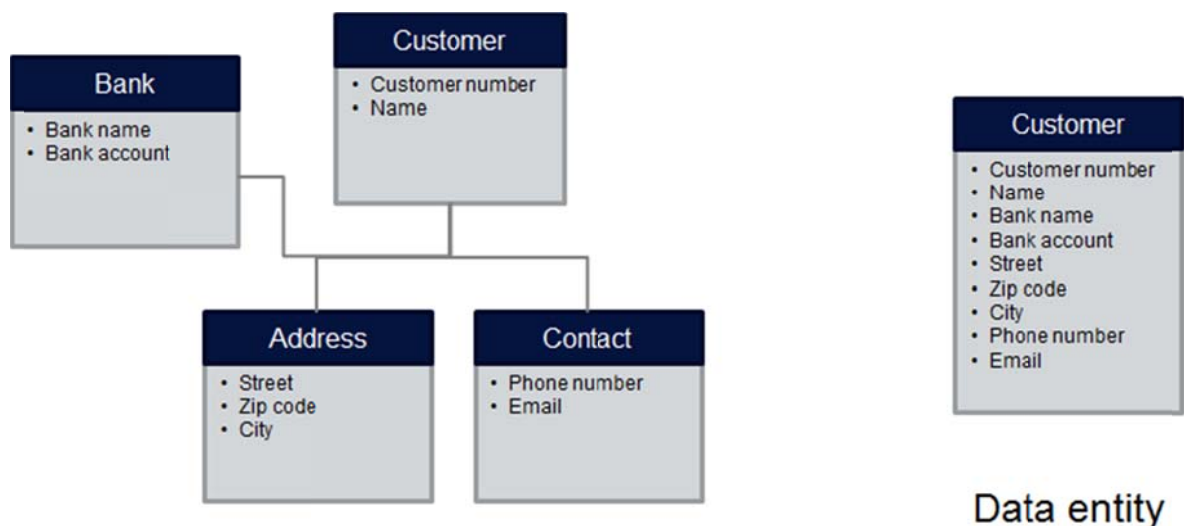 Bank
• Bank name
• Bank account
Customer
• Customer number
• Name
Address
• Street
• Zip code
• City
Contact
• Phone number
• Email
Customer
• Customer number
• Name
• Bank name
• Bank account
• Street
• Zip code
• City
• Phone number
• Email
Data entity